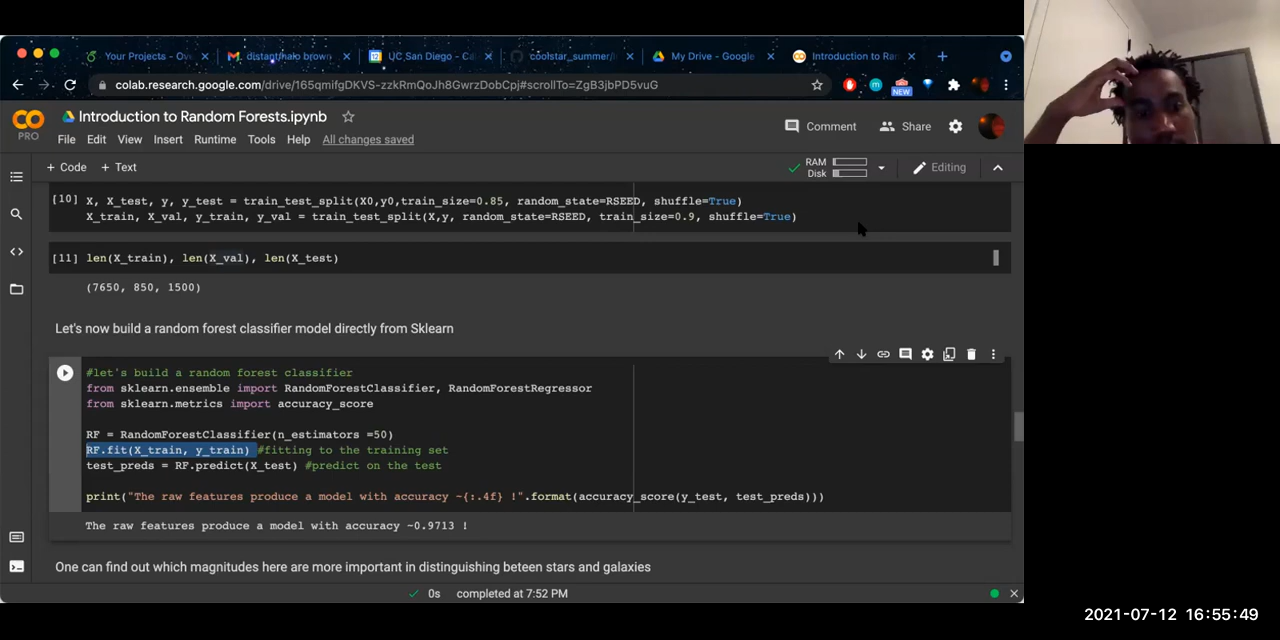 Your Projects - Ove
distantmalo brown
UC San Diego - Ca
coolstar_summer/i
My Drive - Google
Introduction to Ran
colab.research.google.com/drive/165qmifgDKVS-zzkRmQoJh8GwrzDobCpj#scrollTo=ZgB3jbPD5vuG
NEW
CO
PRO
Introduction to Random Forests.ipynb
File Edit View Insert Runtime Tools Help All changes saved
Comment Share
+ Code + Text
RAM
Disk
Editing
[10] X, X_test, y, y_test = train_test_split(X0,y0,train_size=0.85, random_state=RSEED, shuffle=True)
X_train, X_val, y_train, y_val = train_test_split(X,y, random_state=RSEED, train_size=0.9, shuffle=True)
[11] len(X_train), len(X_val), len(X_test)
(7650, 850, 1500)
Let's now build a random forest classifier model directly from Sklearn
#let's build a random forest classifier
from sklearn.ensemble import RandomForestClassifier, RandomForestRegressor
from sklearn.metrics import accuracy_score
RF = RandomForestClassifier(n_estimators =50)
RF.fit(X_train, y_train) #fitting to the training set
test_preds = RF.predict(X_test) #predict on the test
print("The raw features produce a model with accuracy ~{:.4f} !".format(accuracy_score(y_test, test_preds)))
The raw features produce a model with accuracy ~0.9713 !
One can find out which magnitudes here are more important in distinguishing beteen stars and galaxies
0s completed at 7:52 PM
2021-07-12 16:55:49